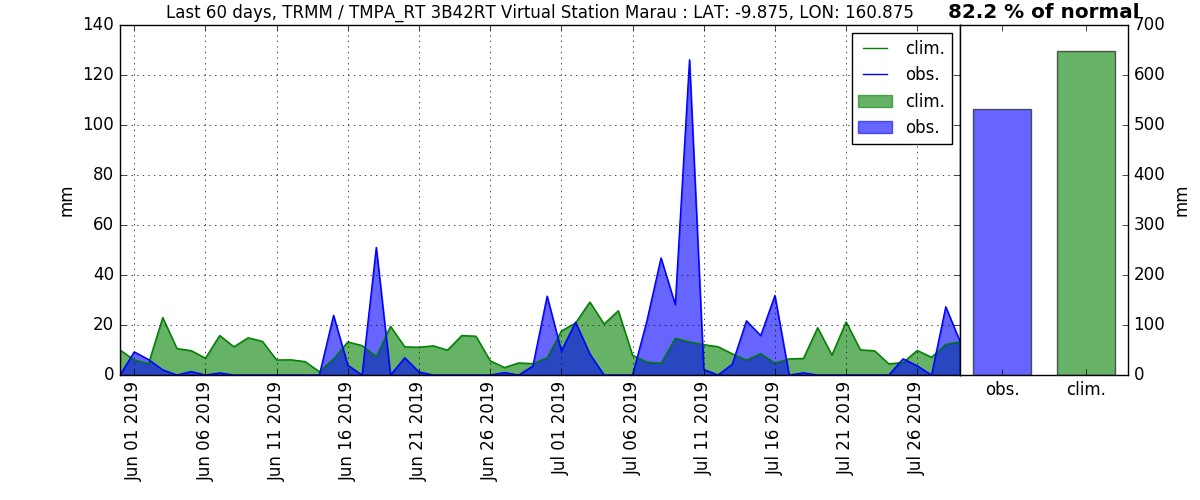 Last 60 days, TRMM / TMPA_RT 3B42RT Virtual Station Marau : LAT: -9.875, LON: 160.875
82.2 % of normal
140
120
100
80
60
40
20
0
mm
clim.
obs.
clim.
obs.
Jun 01 2019
Jun 06 2019
Jun 11 2019
Jun 16 2019
Jun 21 2019
Jun 26 2019
Jul 01 2019
Jul 06 2019
Jul 11 2019
Jul 16 2019
Jul 21 2019
Jul 26 2019
obs.
clim.
700
600
500
400
300
200
100
0
mm